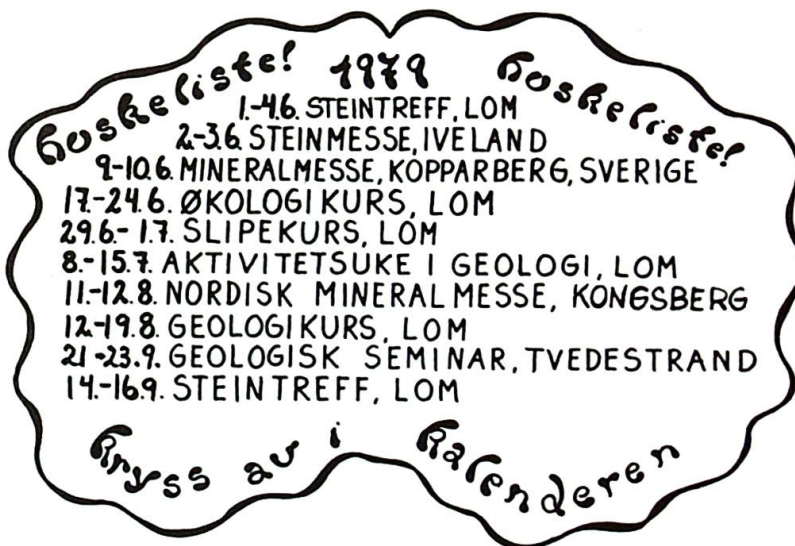 huskeliste! 1979 huskeliste!
1.-4.6. STEINTREFF, LOM
2.-3.6. STEINMESSE, IVELAND
9.-10.6. MINERALMESSE, KOPPARBERG, SVERIGE
17.-24.6. ØKOLOGIKURS, LOM
29.6.- 1.7. SLIPEKURS, LOM
8.-15.7. AKTIVITETSUKE I GEOLOGI, LOM
11.-12.8. NORDISK MINERALMESSE, KONGSBERG
12.-19.8. GEOLOGIKURS, LOM
21-23.9. GEOLOGISK SEMINAR, TVEDESTRAND
14.-16.9. STEINTREFF, LOM
kryss av i kalenderen